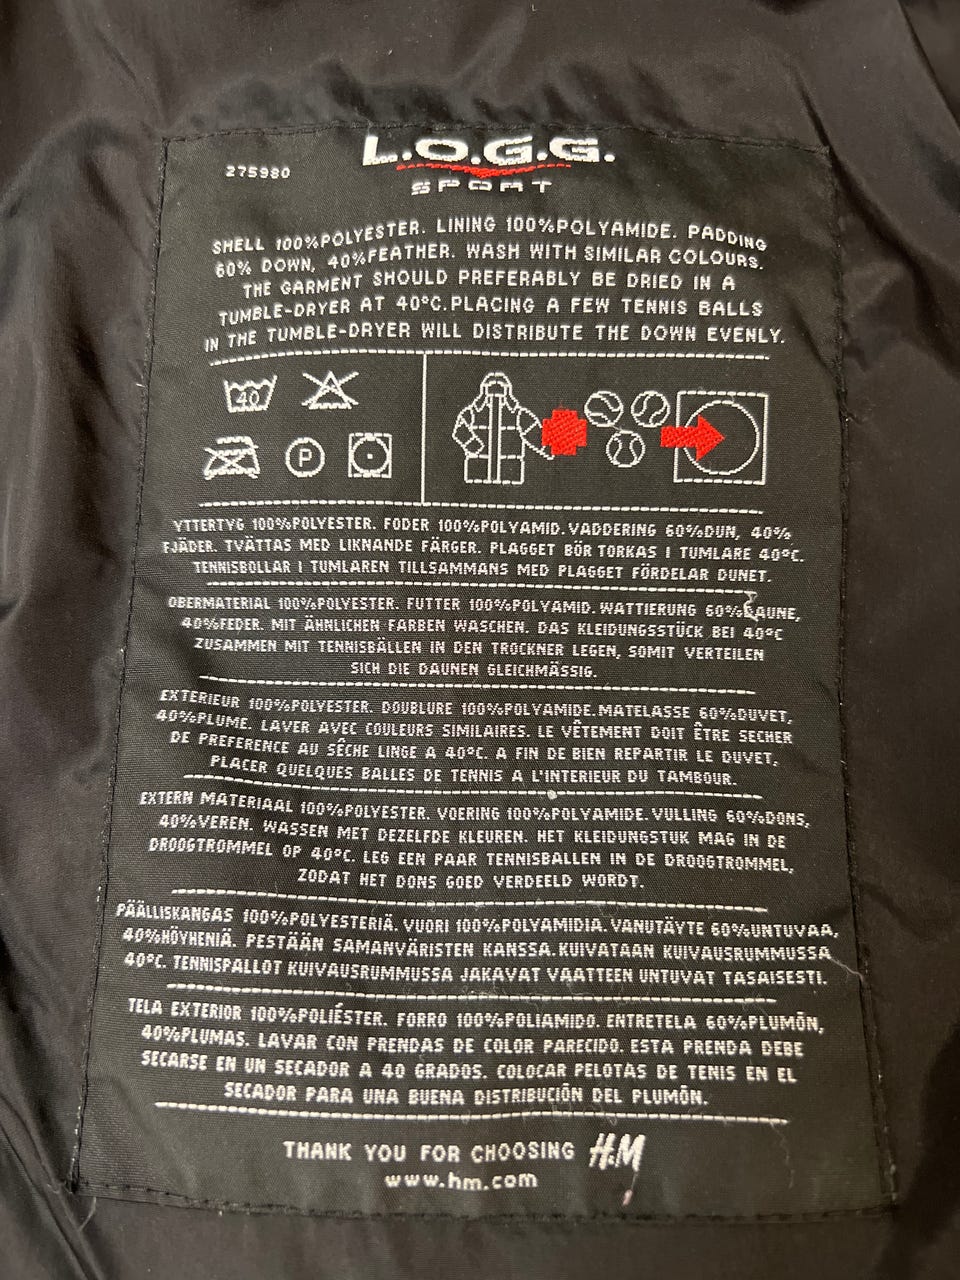 275980
L.O.G.G.
SPORT
SHELL 100%POLYESTER. LINING 100%POLYAMIDE. PADDING
60% DOWN, 40%FEATHER. WASH WITH SIMILAR COLOURS.
THE GARMENT SHOULD PREFERABLY BE DRIED IN A
TUMBLE-DRYER AT 40°C.PLACING A FEW TENNIS BALLS
IN THE TUMBLE-DRYER WILL DISTRIBUTE THE DOWN EVENLY.
40
P
YTTERTYG 100%POLYESTER. FODER 100%POLYAMID.VADDERING 60%DUN, 40%
FJÄDER. TVÄTTAS MED LIKNANDE FÄRGER. PLAGGET BÖR TORKAS I TUMLARE 40°C.
TENNISBOLLAR I TUMLAREN TILLSAMMANS MED PLAGGET FÖRDELAR DUNET.
OBERMATERIAL 100%POLYESTER. FUTTER 100%POLYAMID.WATTIERUNG 60%DAUNE,
40%FEDER. MIT ÄHNLICHEN FARBEN WASCHEN. DAS KLEIDUNGSSTÜCK BEI 40°C
ZUSAMMEN MIT TENNISBÄLLEN IN DEN TROCKNER LEGEN, SOMIT VERTEILEN
SICH DIE DAUNEN GLEICHMÄSSIG.
EXTERIEUR 100%POLYESTER. DOUBLURE 100%POLYAMIDE.MATELASSE 60%DUVET,
40%PLUME. LAVER AVEC COULEURS SIMILAIRES. LE VÊTEMENT DOIT ÊTRE SECHER
DE PREFERENCE AU SÊCHE LINGE A 40°C. A FIN DE BIEN REPARTIR LE DUVET,
PLACER QUELQUES BALLES DE TENNIS A L'INTERIEUR DU TAMBOUR.
EXTERN MATERIAAL 100%POLYESTER. VOERING 100%POLYAMIDE.VULLING 60%DONS,
40%VEREN. WASSEN MET DEZELFDE KLEUREN. HET KLEIDUNGSTUK MAG IN DE
DROOGTROMMEL OP 40°C. LEG EEN PAAR TENNISBALLEN IN DE DROOGTROMMEL,
ZODAT HET DONS GOED VERDEELD WORDT.
PÄÄLLISKANGAS 100%POLYESTERIÄ. VUORI 100%POLYAMIDIA.VANUTÄYTE 60%UNTUVAA,
40%HÖYHENIÄ. PESTÄÄN SAMANVÄRISTEN KANSSA.KUIVATAAN KUIVAUSRUMMUSSA
40°C. TENNISPALLOT KUIVAUSRUMMUSSA JAKAVAT VAATTEEN UNTUVAT TASAISESTI.
TELA EXTERIOR 100%POLIÉSTER. FORRO 100%POLIAMIDO. ENTRETELA 60%PLUMÓN,
40%PLUMAS. LAVAR CON PRENDAS DE COLOR PARECIDO. ESTA PRENDA DEBE
SECARSE EN UN SECADOR A 40 GRADOS. COLOCAR PELOTAS DE TENIS EN EL
SECADOR PARA UNA BUENA DISTRIBUCIÓN DEL PLUMÓN.
THANK YOU FOR CHOOSING H&M
www.hm.com